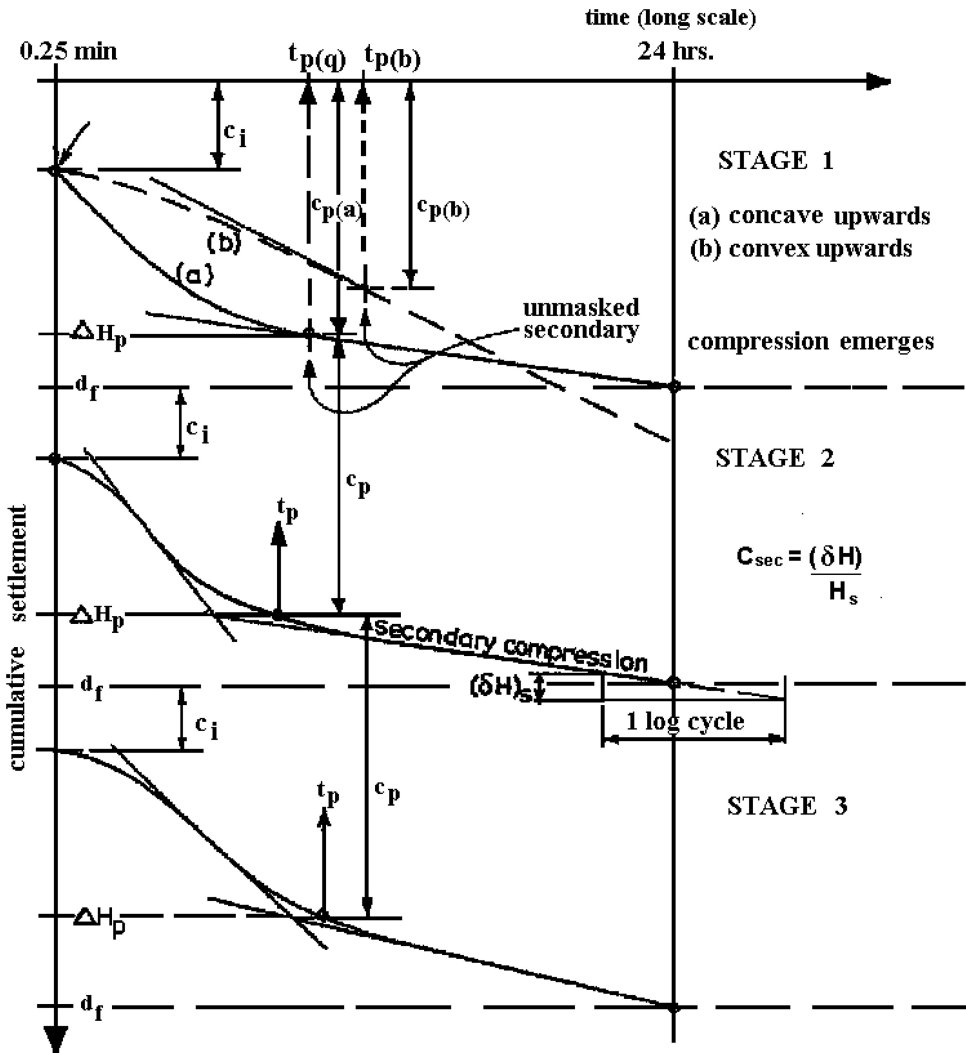 time (long scale)
0.25 min
t p(q)
t p(b)
24 hrs.
c i
STAGE 1
c p(a)
c p(b)
(a) concave upwards
(b) convex upwards
(b)
(a)
unmasked
secondary
ΔH p
compression emerges
d f
c i
STAGE 2
c p
t p
C sec = (δH)
H s
ΔH p
secondary compression
(δH) s
d f
1 log cycle
c i
cumulative settlement
c p
t p
STAGE 3
ΔH p
d f